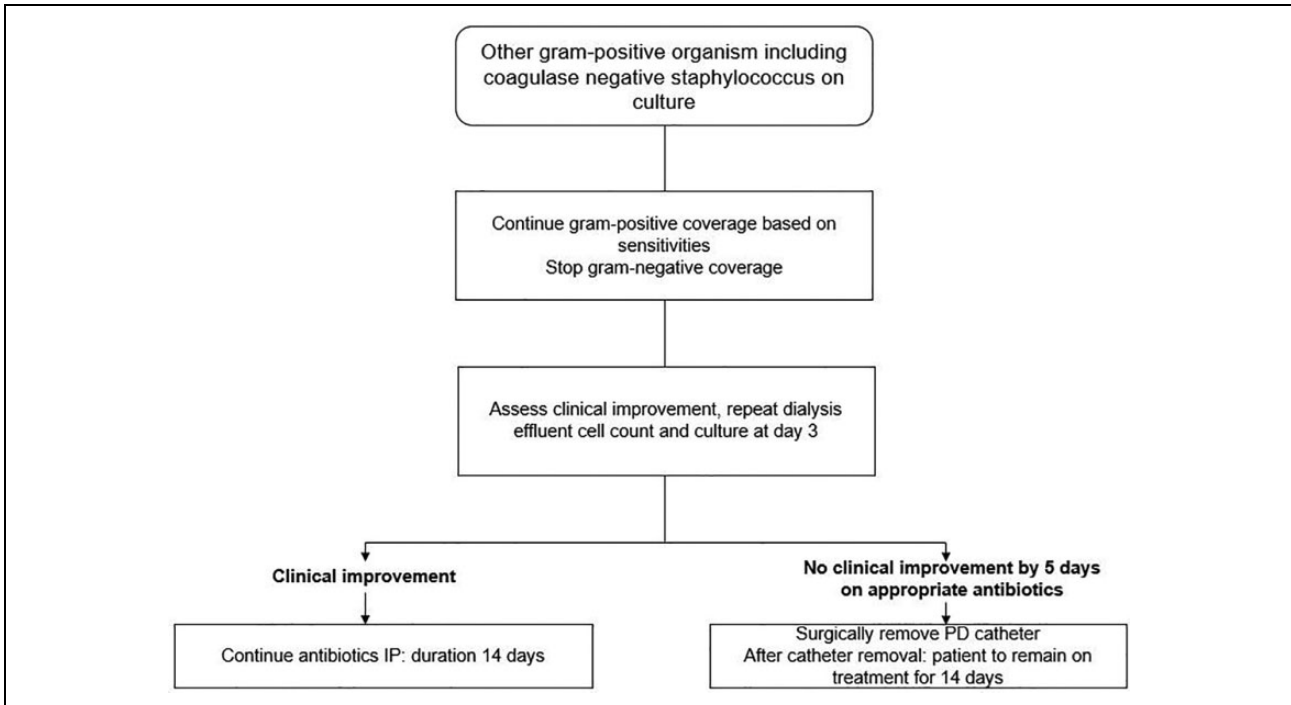 Other gram-positive organism including
coagulase negative staphylococcus on
culture
Continue gram-positive coverage based on
sensitivities
Stop gram-negative coverage
Assess clinical improvement, repeat dialysis
effluent cell count and culture at day 3
Clinical improvement
Continue antibiotics IP: duration 14 days
No clinical improvement by 5 days
on appropriate antibiotics
Surgically remove PD catheter
After catheter removal: patient to remain on
treatment for 14 days